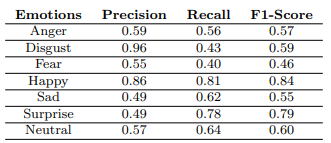 Emotions Precision Recall F1-Score
Anger 0.59 0.56 0.57
Disgust 0.96 0.43 0.59
Fear 0.55 0.40 0.46
Happy 0.86 0.81 0.84
Sad 0.49 0.62 0.55
Surprise 0.49 0.78 0.79
Neutral 0.57 0.64 0.60